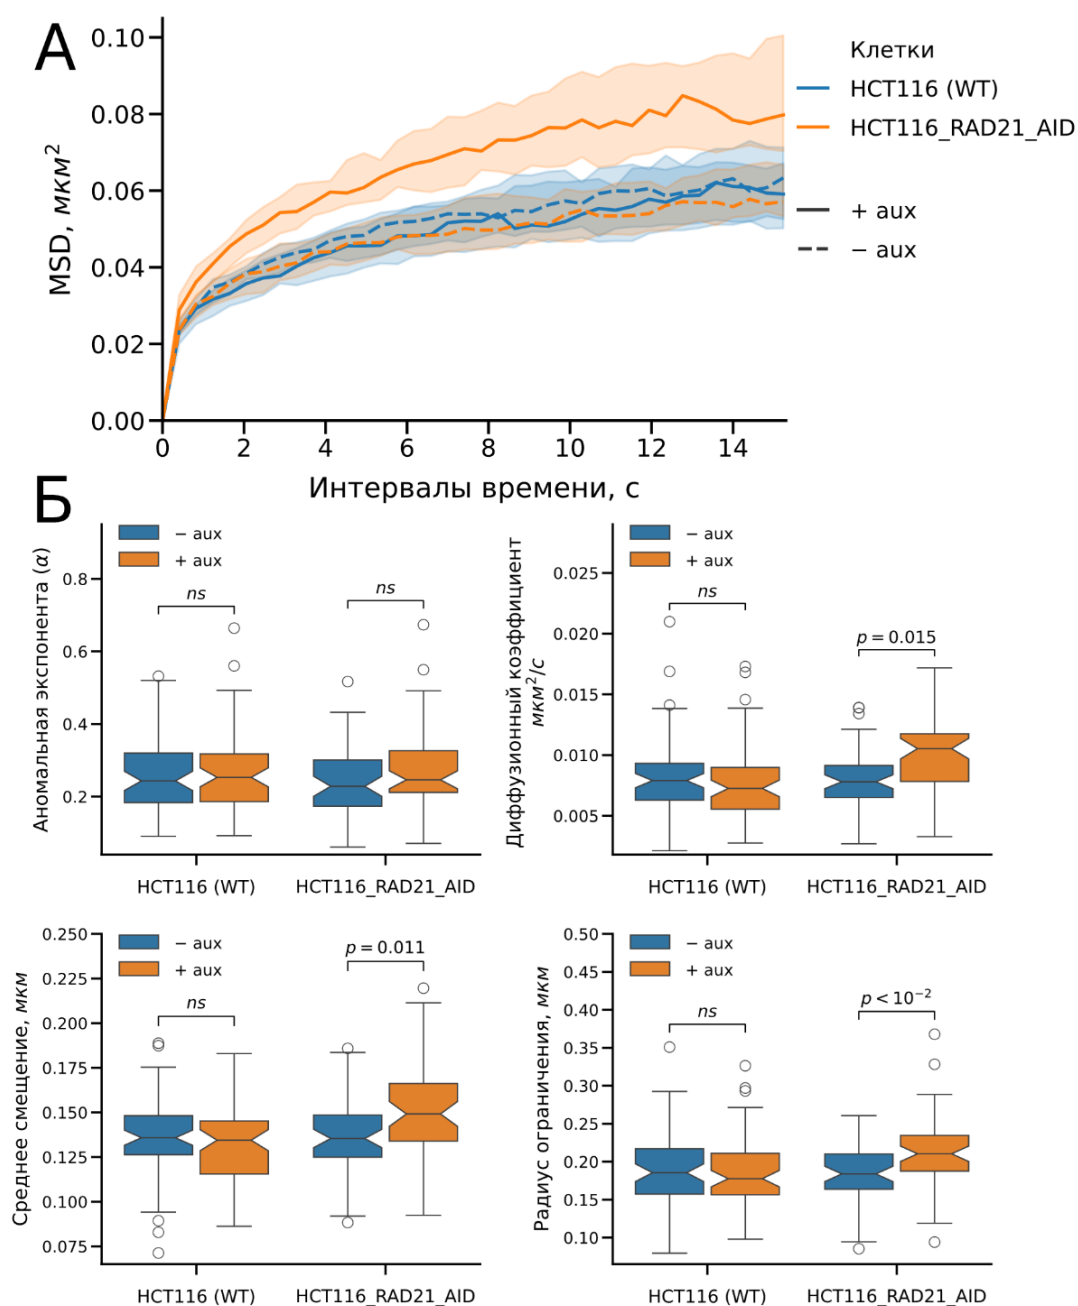 А
MSD, мкм²
0.10
0.08
0.06
0.04
0.02
0.00
0 2 4 6 8 10 12 14
Интервалы времени, с
Клетки
HCT116 (WT)
HCT116_RAD21_AID
+ aux
− aux
Б
Аномальная экспонента (α)
0.8
0.6
0.4
0.2
− aux
+ aux
ns
ns
HCT116 (WT) HCT116_RAD21_AID
Диффузионный коэффициент
мкм²/с
0.025
0.020
0.015
0.010
0.005
− aux
+ aux
ns
p = 0.015
HCT116 (WT) HCT116_RAD21_AID
Среднее смещение, мкм
0.250
0.225
0.200
0.175
0.150
0.125
0.100
0.075
− aux
+ aux
ns
p = 0.011
HCT116 (WT) HCT116_RAD21_AID
Радиус ограничения, мкм
0.50
0.45
0.40
0.35
0.30
0.25
0.20
0.15
0.10
− aux
+ aux
ns
p < 10⁻²
HCT116 (WT) HCT116_RAD21_AID